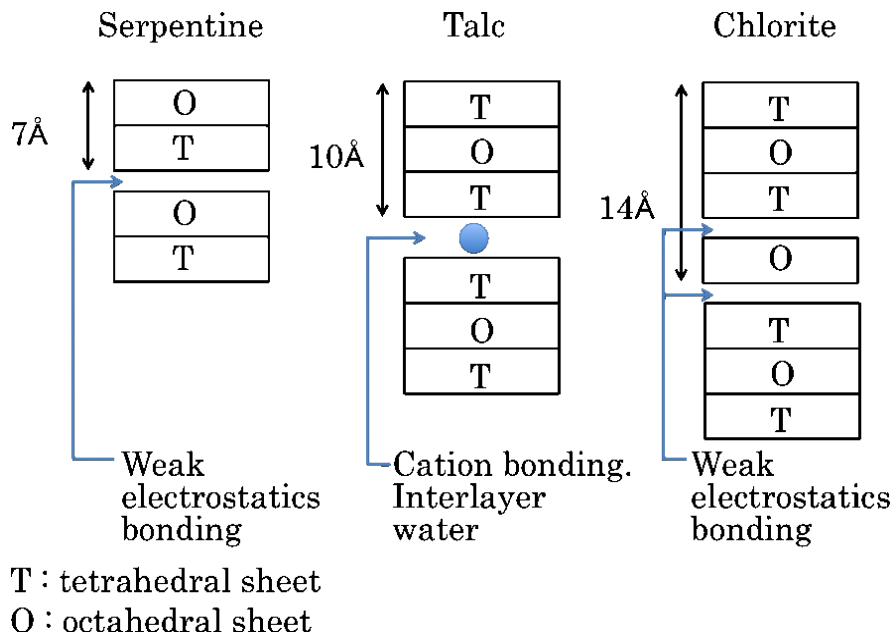 Serpentine
Talc
Chlorite
7Å
O
T
O
T
10Å
T
O
T
T
O
T
14Å
T
O
T
O
T
O
T
Weak
electrostatics
bonding
Cation bonding.
Interlayer
water
Weak
electrostatics
bonding
T : tetrahedral sheet
O : octahedral sheet